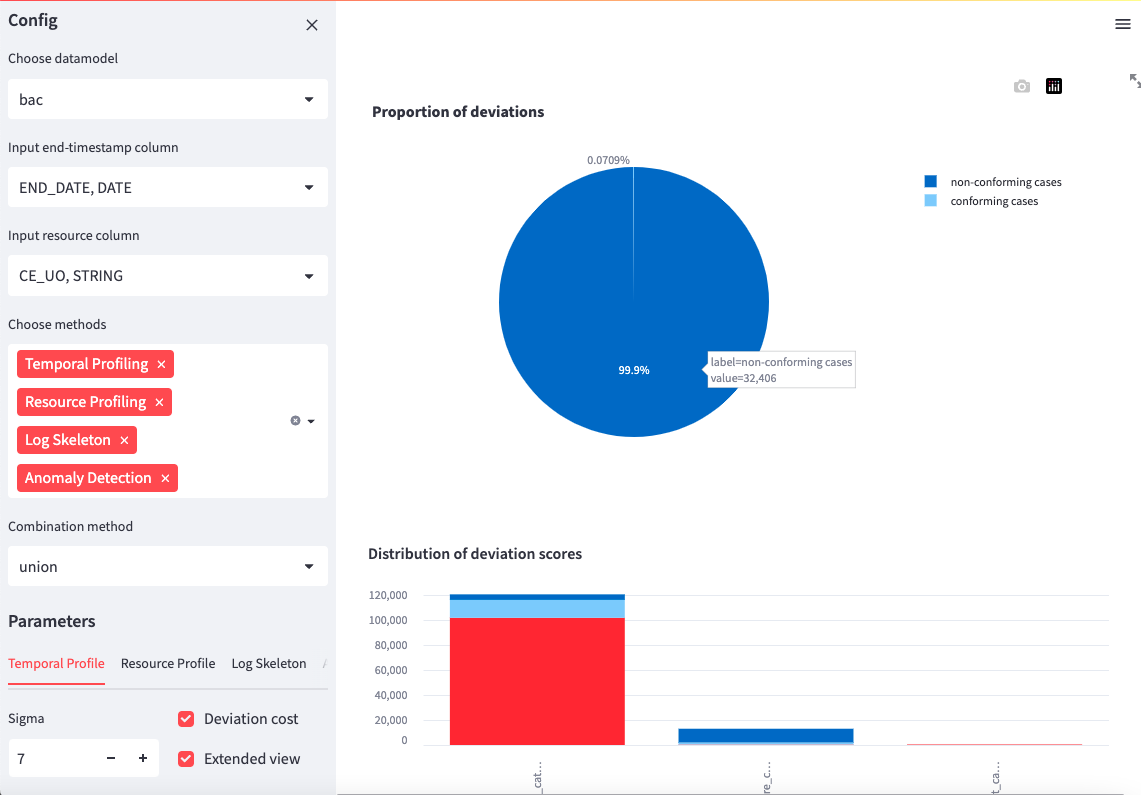 Config
Choose datamodel
bac
Input end-timestamp column
END_DATE, DATE
Input resource column
CE_UO, STRING
Choose methods
Temporal Profiling
Resource Profiling
Log Skeleton
Anomaly Detection
Combination method
union
Parameters
Temporal Profile Resource Profile Log Skeleton
Sigma
Deviation cost
7
Extended view
Proportion of deviations
0.0709%
non-conforming cases
conforming cases
label=non-conforming cases
value=32,406
99.9%
Distribution of deviation scores
120,000
100,000
80,000
60,000
40,000
20,000
0
_cat…
re_c…
t_ca…